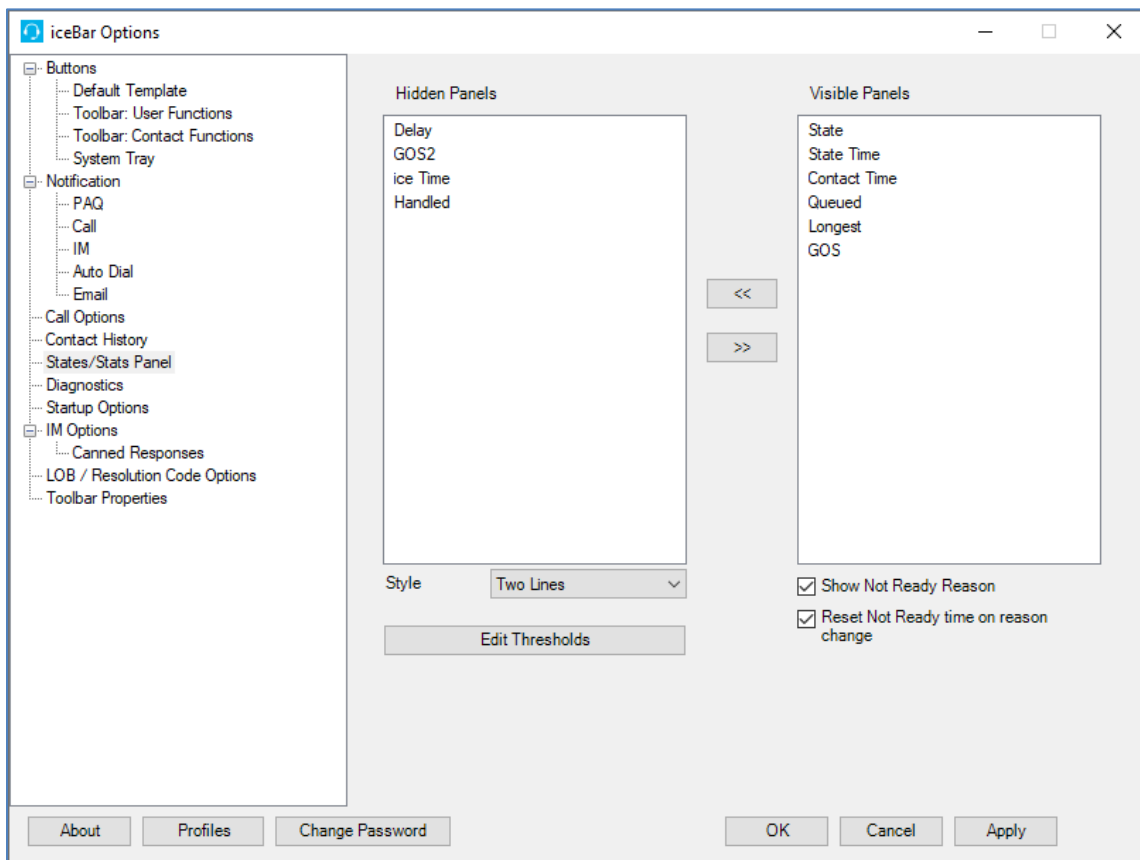 iceBar Options
Buttons
Default Template
Toolbar: User Functions
Toolbar: Contact Functions
System Tray
Notification
PAQ
Call
IM
Auto Dial
Email
Call Options
Contact History
States/Stats Panel
Diagnostics
Startup Options
IM Options
Canned Responses
LOB / Resolution Code Options
Toolbar Properties
Hidden Panels
Delay
GOS2
ice Time
Handled
<<
>>
Visible Panels
State
State Time
Contact Time
Queued
Longest
GOS
Style
Two Lines
Edit Thresholds
Show Not Ready Reason
Reset Not Ready time on reason
change
About
Profiles
Change Password
OK
Cancel
Apply